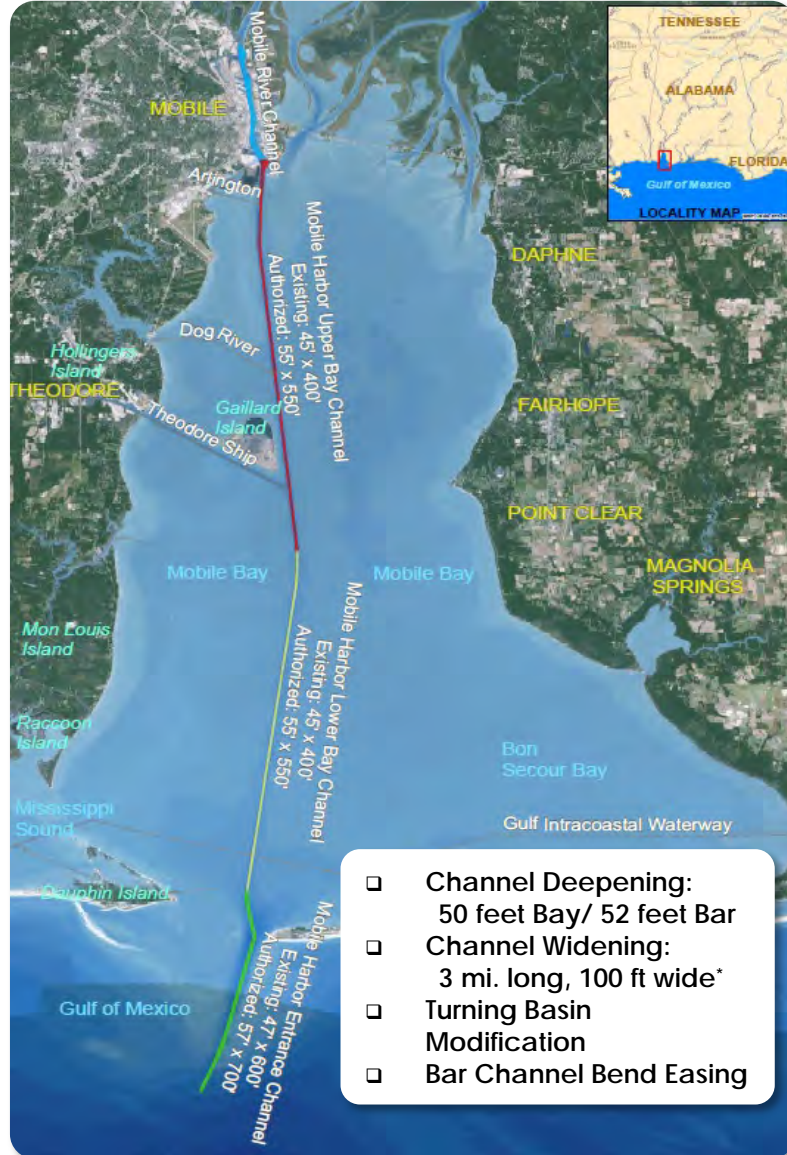 TENNESSEE
ALABAMA
FLORIDA
Gulf of Mexico
LOCALITY MAP
Mobile River Channel
MOBILE
Arlington
Mobile Harbor Upper Bay Channel
Existing: 45' x 400'
Authorized: 55' x 550'
DAPHNE
Dog River
Hollingers
Island
THEODORE
Theodore Ship
Gaillard
Island
FAIRHOPE
POINT CLEAR
Mobile Bay
Mobile Bay
MAGNOLIA
SPRINGS
Mon Louis
Island
Mobile Harbor Lower Bay Channel
Existing: 45' x 400'
Authorized: 55' x 550'
Raccoon
Island
Bon
Secour Bay
Mississippi
Sound
Gulf Intracoastal Waterway
Dauphin Island
Mobile Harbor Entrance Channel
Existing: 47' x 600'
Authorized: 57' x 700'
Gulf of Mexico
❑ Channel Deepening:
50 feet Bay/ 52 feet Bar
❑ Channel Widening:
3 mi. long, 100 ft wide*
❑ Turning Basin
Modification
❑ Bar Channel Bend Easing